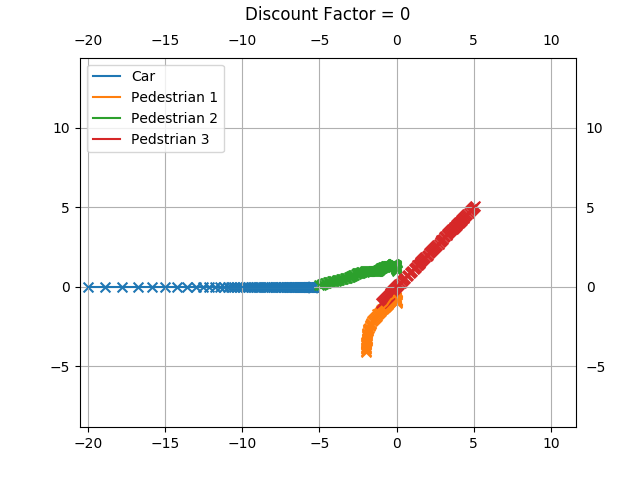 Discount Factor = 0
−20 −15 −10 −5 0 5 10
Car
Pedestrian 1
Pedestrian 2
Pedstrian 3
10 10
5 5
0 0
−5 −5
−20 −15 −10 −5 0 5 10